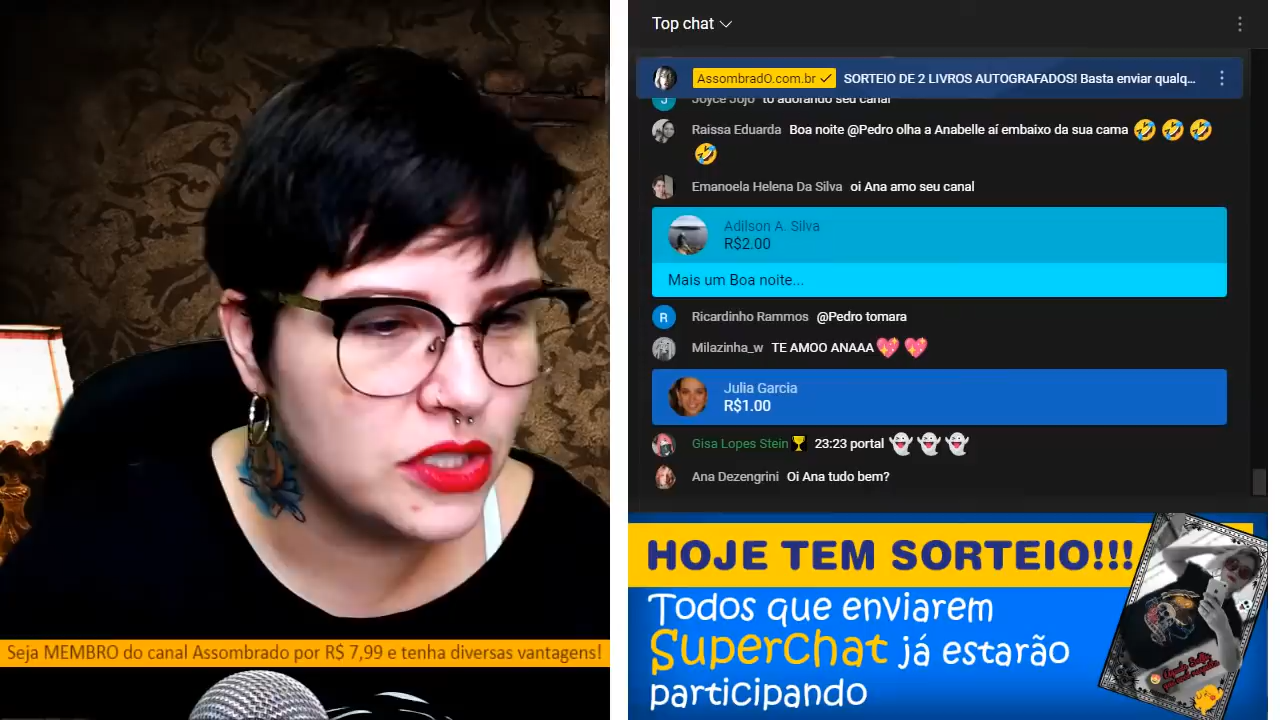 Top chat
AssombradO.com.br SORTEIO DE 2 LIVROS AUTOGRAFADOS! Basta enviar qualq...
Joyce Jojo to adorando seu canal
Raissa Eduarda Boa noite @Pedro olha a Anabelle aí embaixo da sua cama 🤣 🤣 🤣
🤣
Emanoela Helena Da Silva oi Ana amo seu canal
Adilson A. Silva
R$2.00
Mais um Boa noite...
R Ricardinho Rammos @Pedro tomara
Milazinha_w TE AMOO ANAAA 💖 💖
Julia Garcia
R$1.00
Gisa Lopes Stein 🏆 23:23 portal 👻 👻 👻
Ana Dezengrini Oi Ana tudo bem?
HOJE TEM SORTEIO!!!
Todos que enviarem
Superchat já estarão
participando
Seja MEMBRO do canal Assombrado por R$ 7,99 e tenha diversas vantagens!